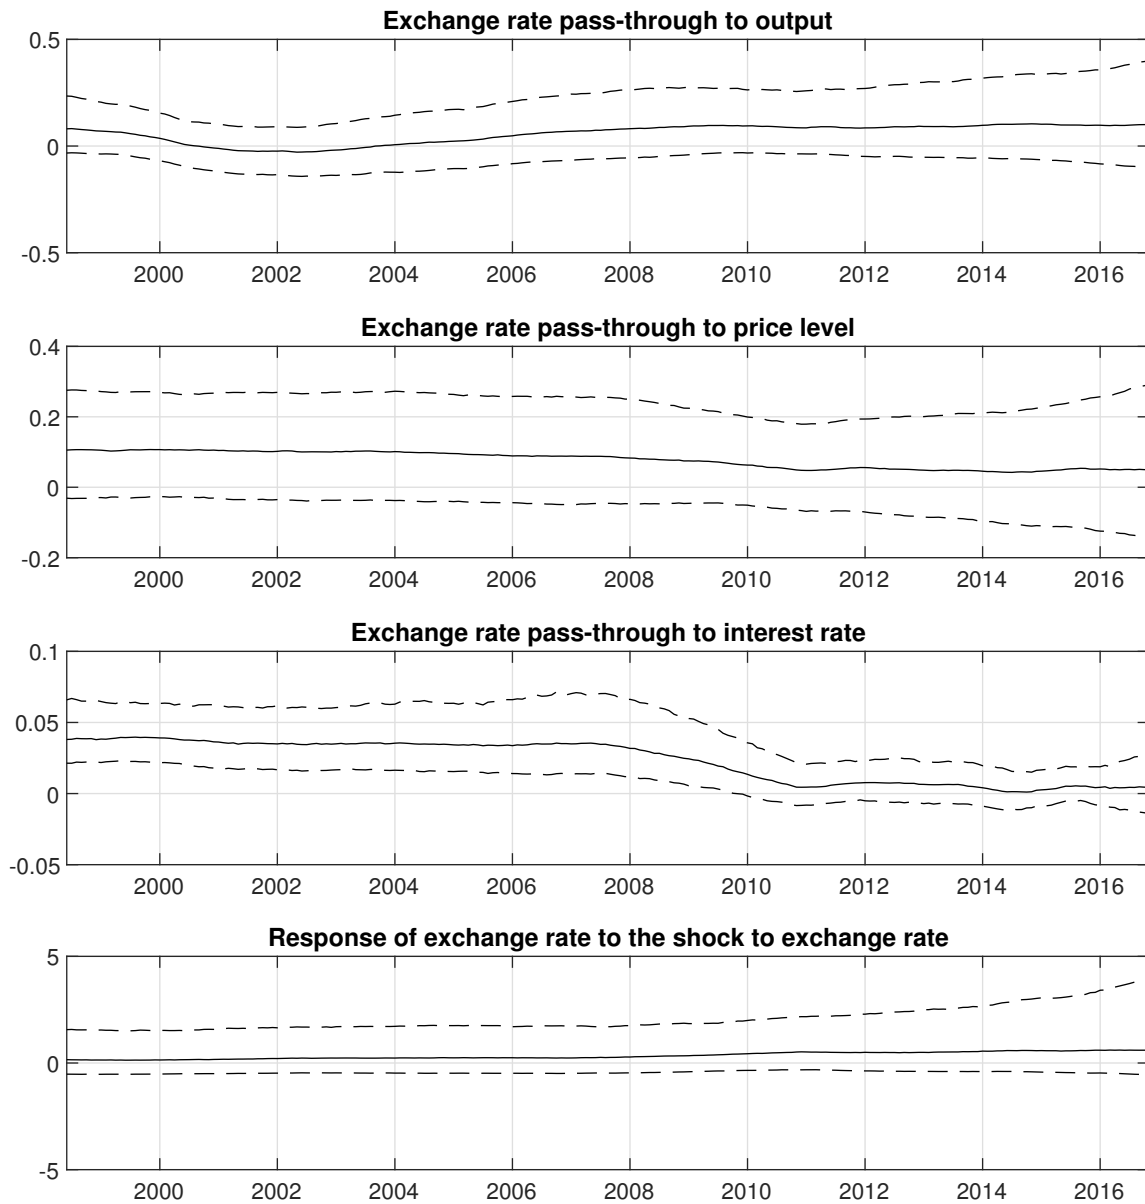 Exchange rate pass-through to output
0.5
0
-0.5
2000 2002 2004 2006 2008 2010 2012 2014 2016
Exchange rate pass-through to price level
0.4
0.2
0
-0.2
2000 2002 2004 2006 2008 2010 2012 2014 2016
Exchange rate pass-through to interest rate
0.1
0.05
0
-0.05
2000 2002 2004 2006 2008 2010 2012 2014 2016
Response of exchange rate to the shock to exchange rate
5
0
-5
2000 2002 2004 2006 2008 2010 2012 2014 2016